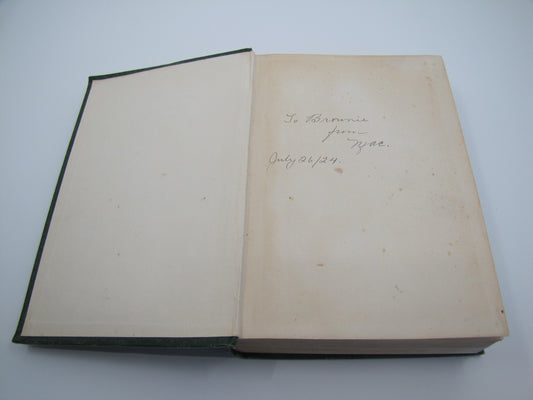 To Brownie
from
Mac.
July 26/24.